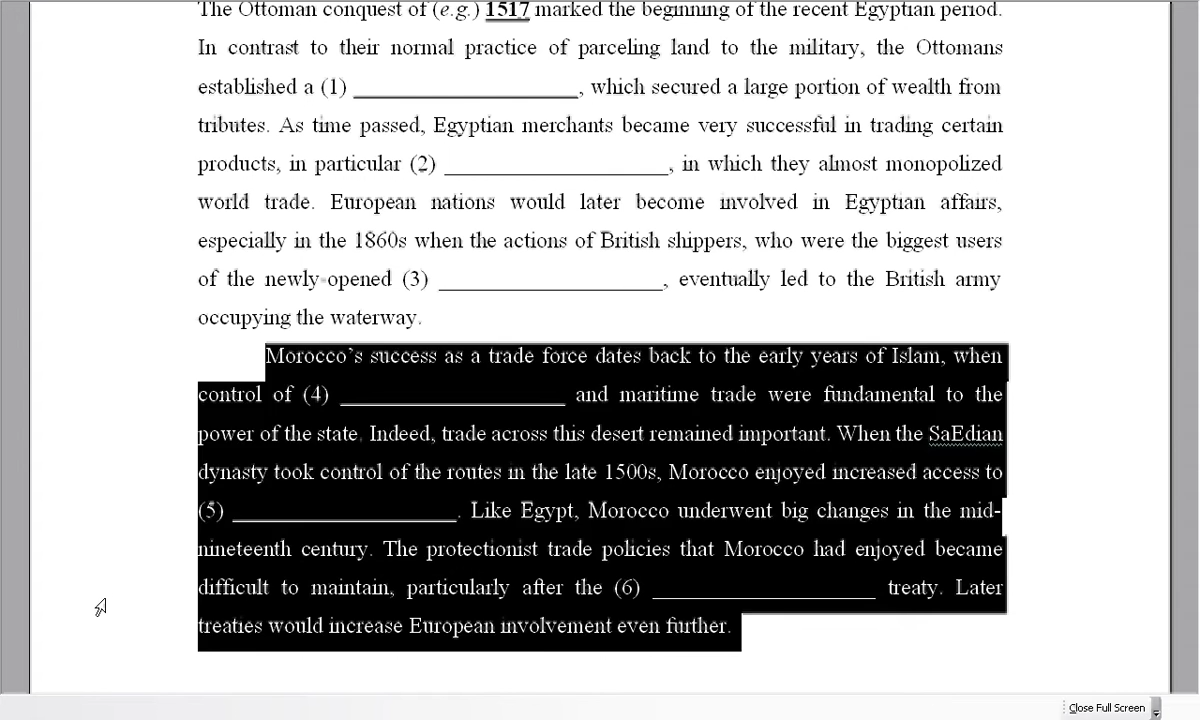 The Ottoman conquest of (e.g.) 1517 marked the beginning of the recent Egyptian period.
In contrast to their normal practice of parceling land to the military, the Ottomans
established a (1) ____________________, which secured a large portion of wealth from
tributes. As time passed, Egyptian merchants became very successful in trading certain
products, in particular (2) ____________________, in which they almost monopolized
world trade. European nations would later become involved in Egyptian affairs,
especially in the 1860s when the actions of British shippers, who were the biggest users
of the newly-opened (3) ____________________, eventually led to the British army
occupying the waterway.
Morocco`s success as a trade force dates back to the early years of Islam, when
control of (4) ____________________ and maritime trade were fundamental to the
power of the state. Indeed, trade across this desert remained important. When the SaEdian
dynasty took control of the routes in the late 1500s, Morocco enjoyed increased access to
(5) ____________________. Like Egypt, Morocco underwent big changes in the mid-
nineteenth century. The protectionist trade policies that Morocco had enjoyed became
difficult to maintain, particularly after the (6) ____________________ treaty. Later
treaties would increase European involvement even further.
Close Full Screen